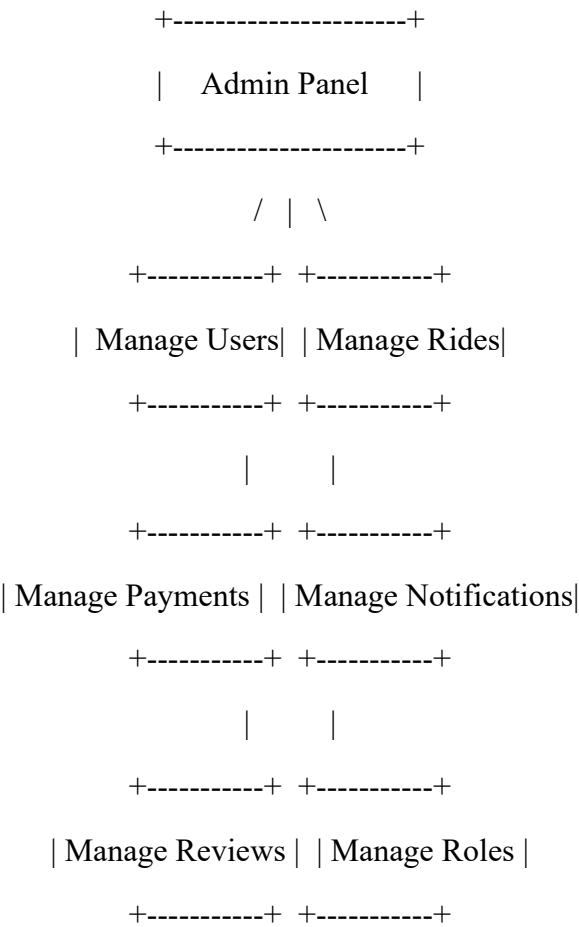 +----------------------+
|     Admin Panel      |
+----------------------+
/   |   \
+-----------+  +-----------+
|  Manage Users|  | Manage Rides|
+-----------+  +-----------+
|          |
+-----------+  +-----------+
| Manage Payments |  | Manage Notifications|
+-----------+  +-----------+
|          |
+-----------+  +-----------+
| Manage Reviews |  | Manage Roles |
+-----------+  +-----------+